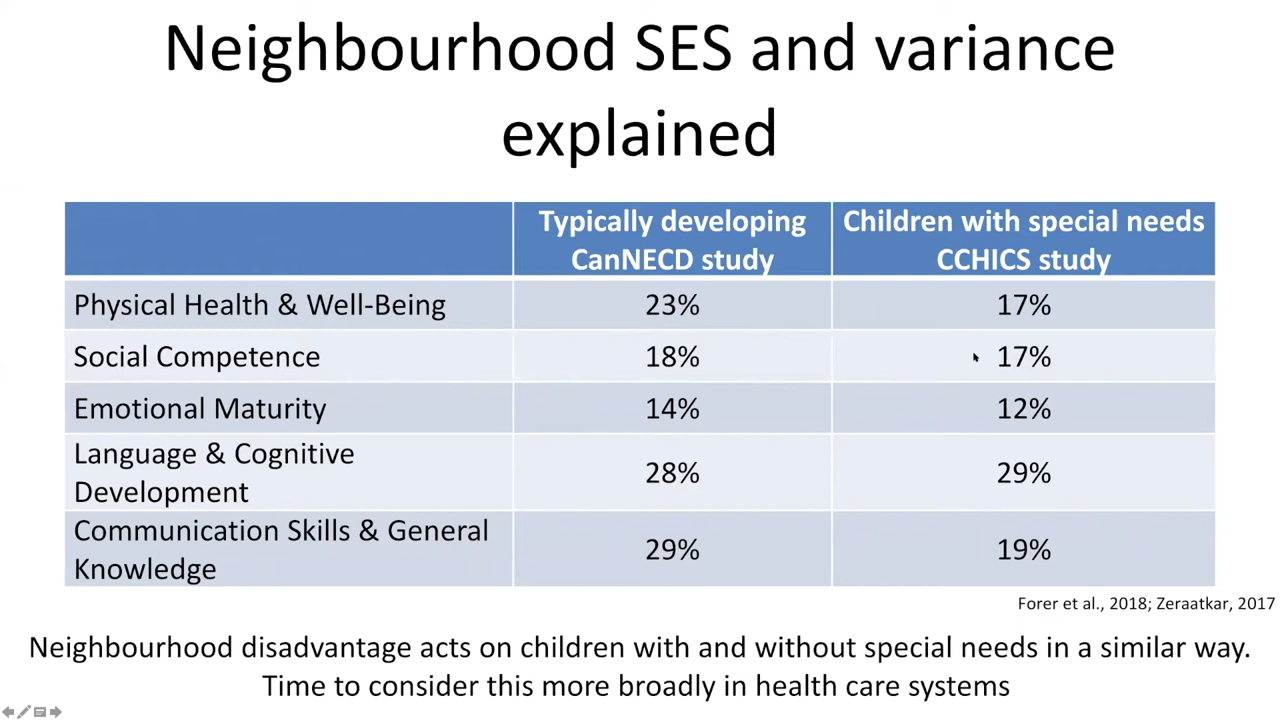 Neighbourhood SES and variance
explained
Typically developing
CanNECD study
Children with special needs
CCHICS study
Physical Health & Well-Being 23% 17%
Social Competence 18% 17%
Emotional Maturity 14% 12%
Language & Cognitive
Development 28% 29%
Communication Skills & General
Knowledge 29% 19%
Forer et al., 2018; Zeraatkar, 2017
Neighbourhood disadvantage acts on children with and without special needs in a similar way.
Time to consider this more broadly in health care systems